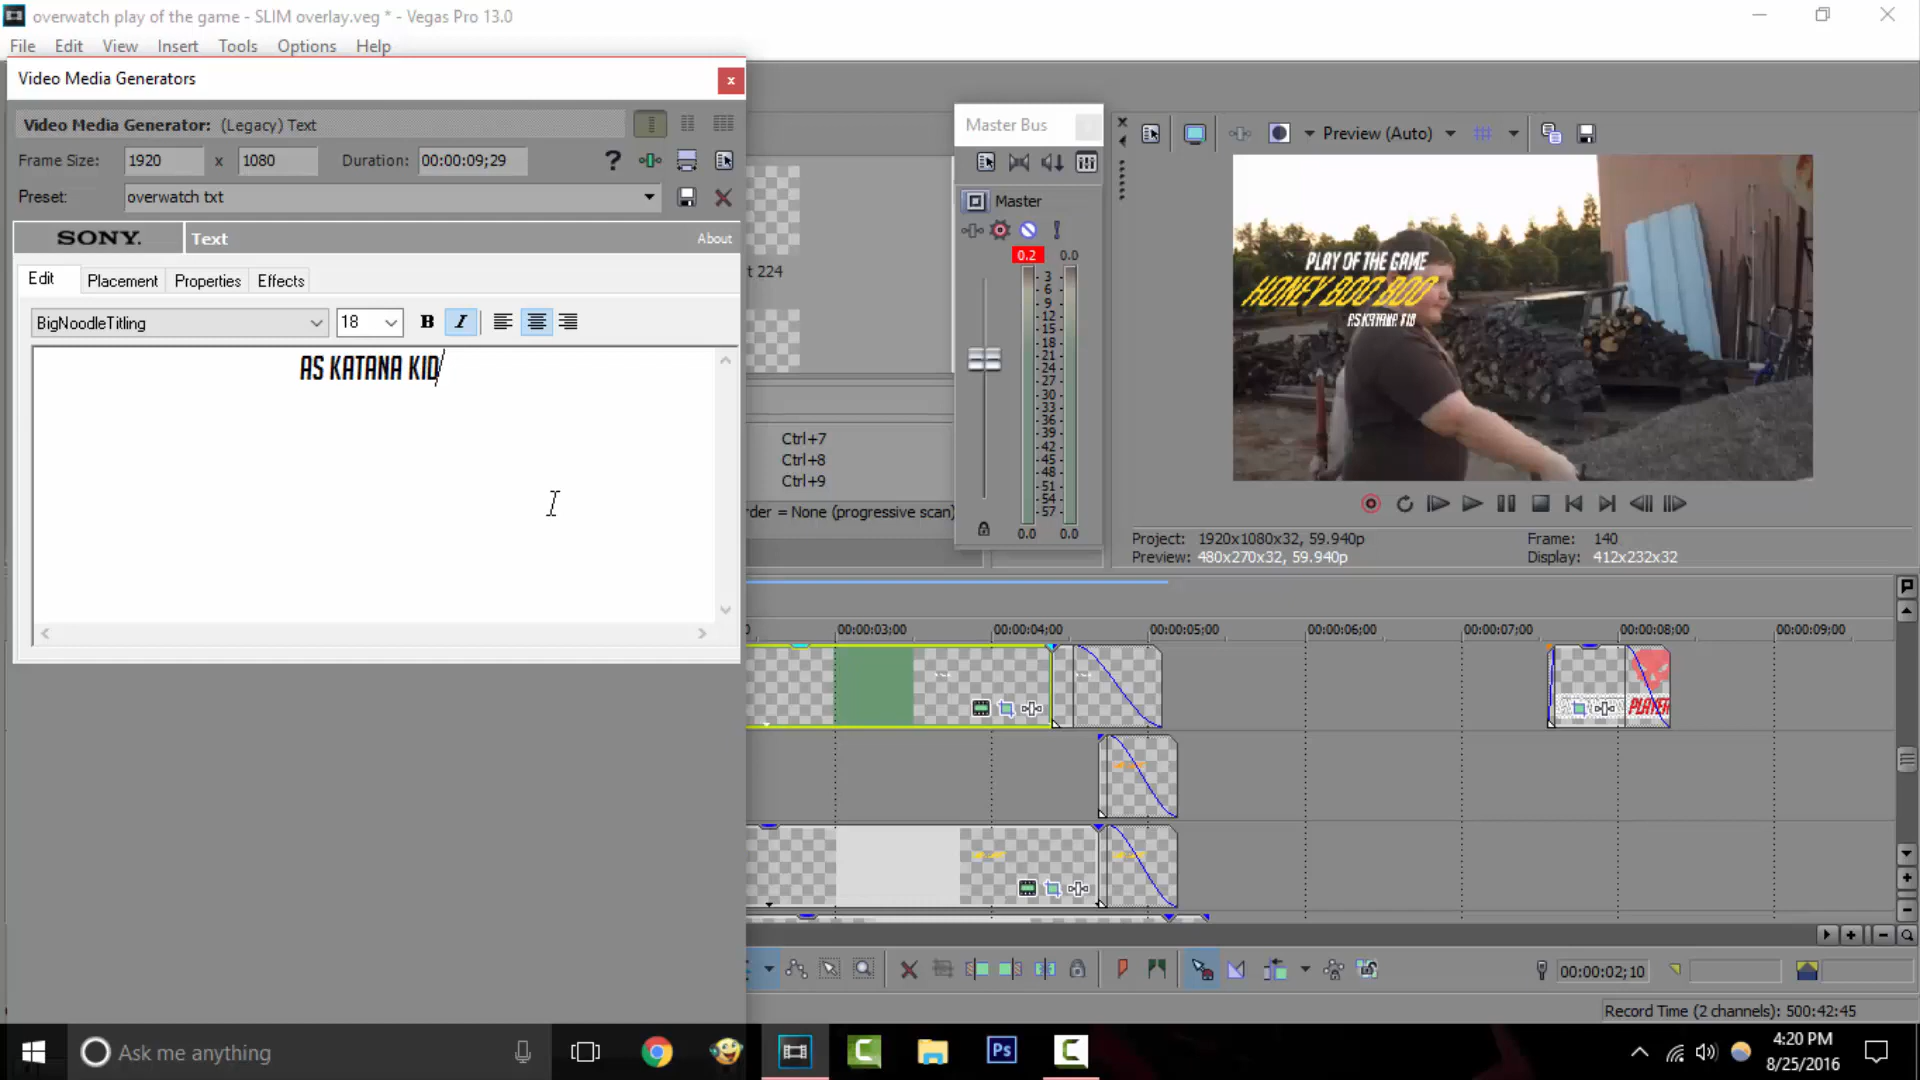 overwatch play of the game - SLIM overlay.veg * - Vegas Pro 13.0
File Edit View Insert Tools Options Help
Video Media Generators
x
Video Media Generator: (Legacy) Text
Frame Size: 1920 x 1080 Duration: 00:00:09;29
?
Preset: overwatch txt
SONY. Text About
Edit Placement Properties Effects
BigNoodleTitling 18 B I
AS KATANA KID
t 224
Ctrl+7
Ctrl+8
Ctrl+9
rder = None (progressive scan)
Master Bus
Master
0.2 0.0
3
6
9
12
15
18
21
24
27
30
33
36
39
42
45
48
51
54
57
0.0 0.0
Preview (Auto)
PLAY OF THE GAME
HONEY BOO BOO
AS KATANA KID
Project: 1920x1080x32, 59.940p Frame: 140
Preview: 480x270x32, 59.940p Display: 412x232x32
00:00:03;00 00:00:04;00 00:00:05;00 00:00:06;00 00:00:07;00 00:00:08;00 00:00:09;00
PLAYER
00:00:02;10
Record Time (2 channels): 500:42:45
Ask me anything
Ps
4:20 PM
8/25/2016